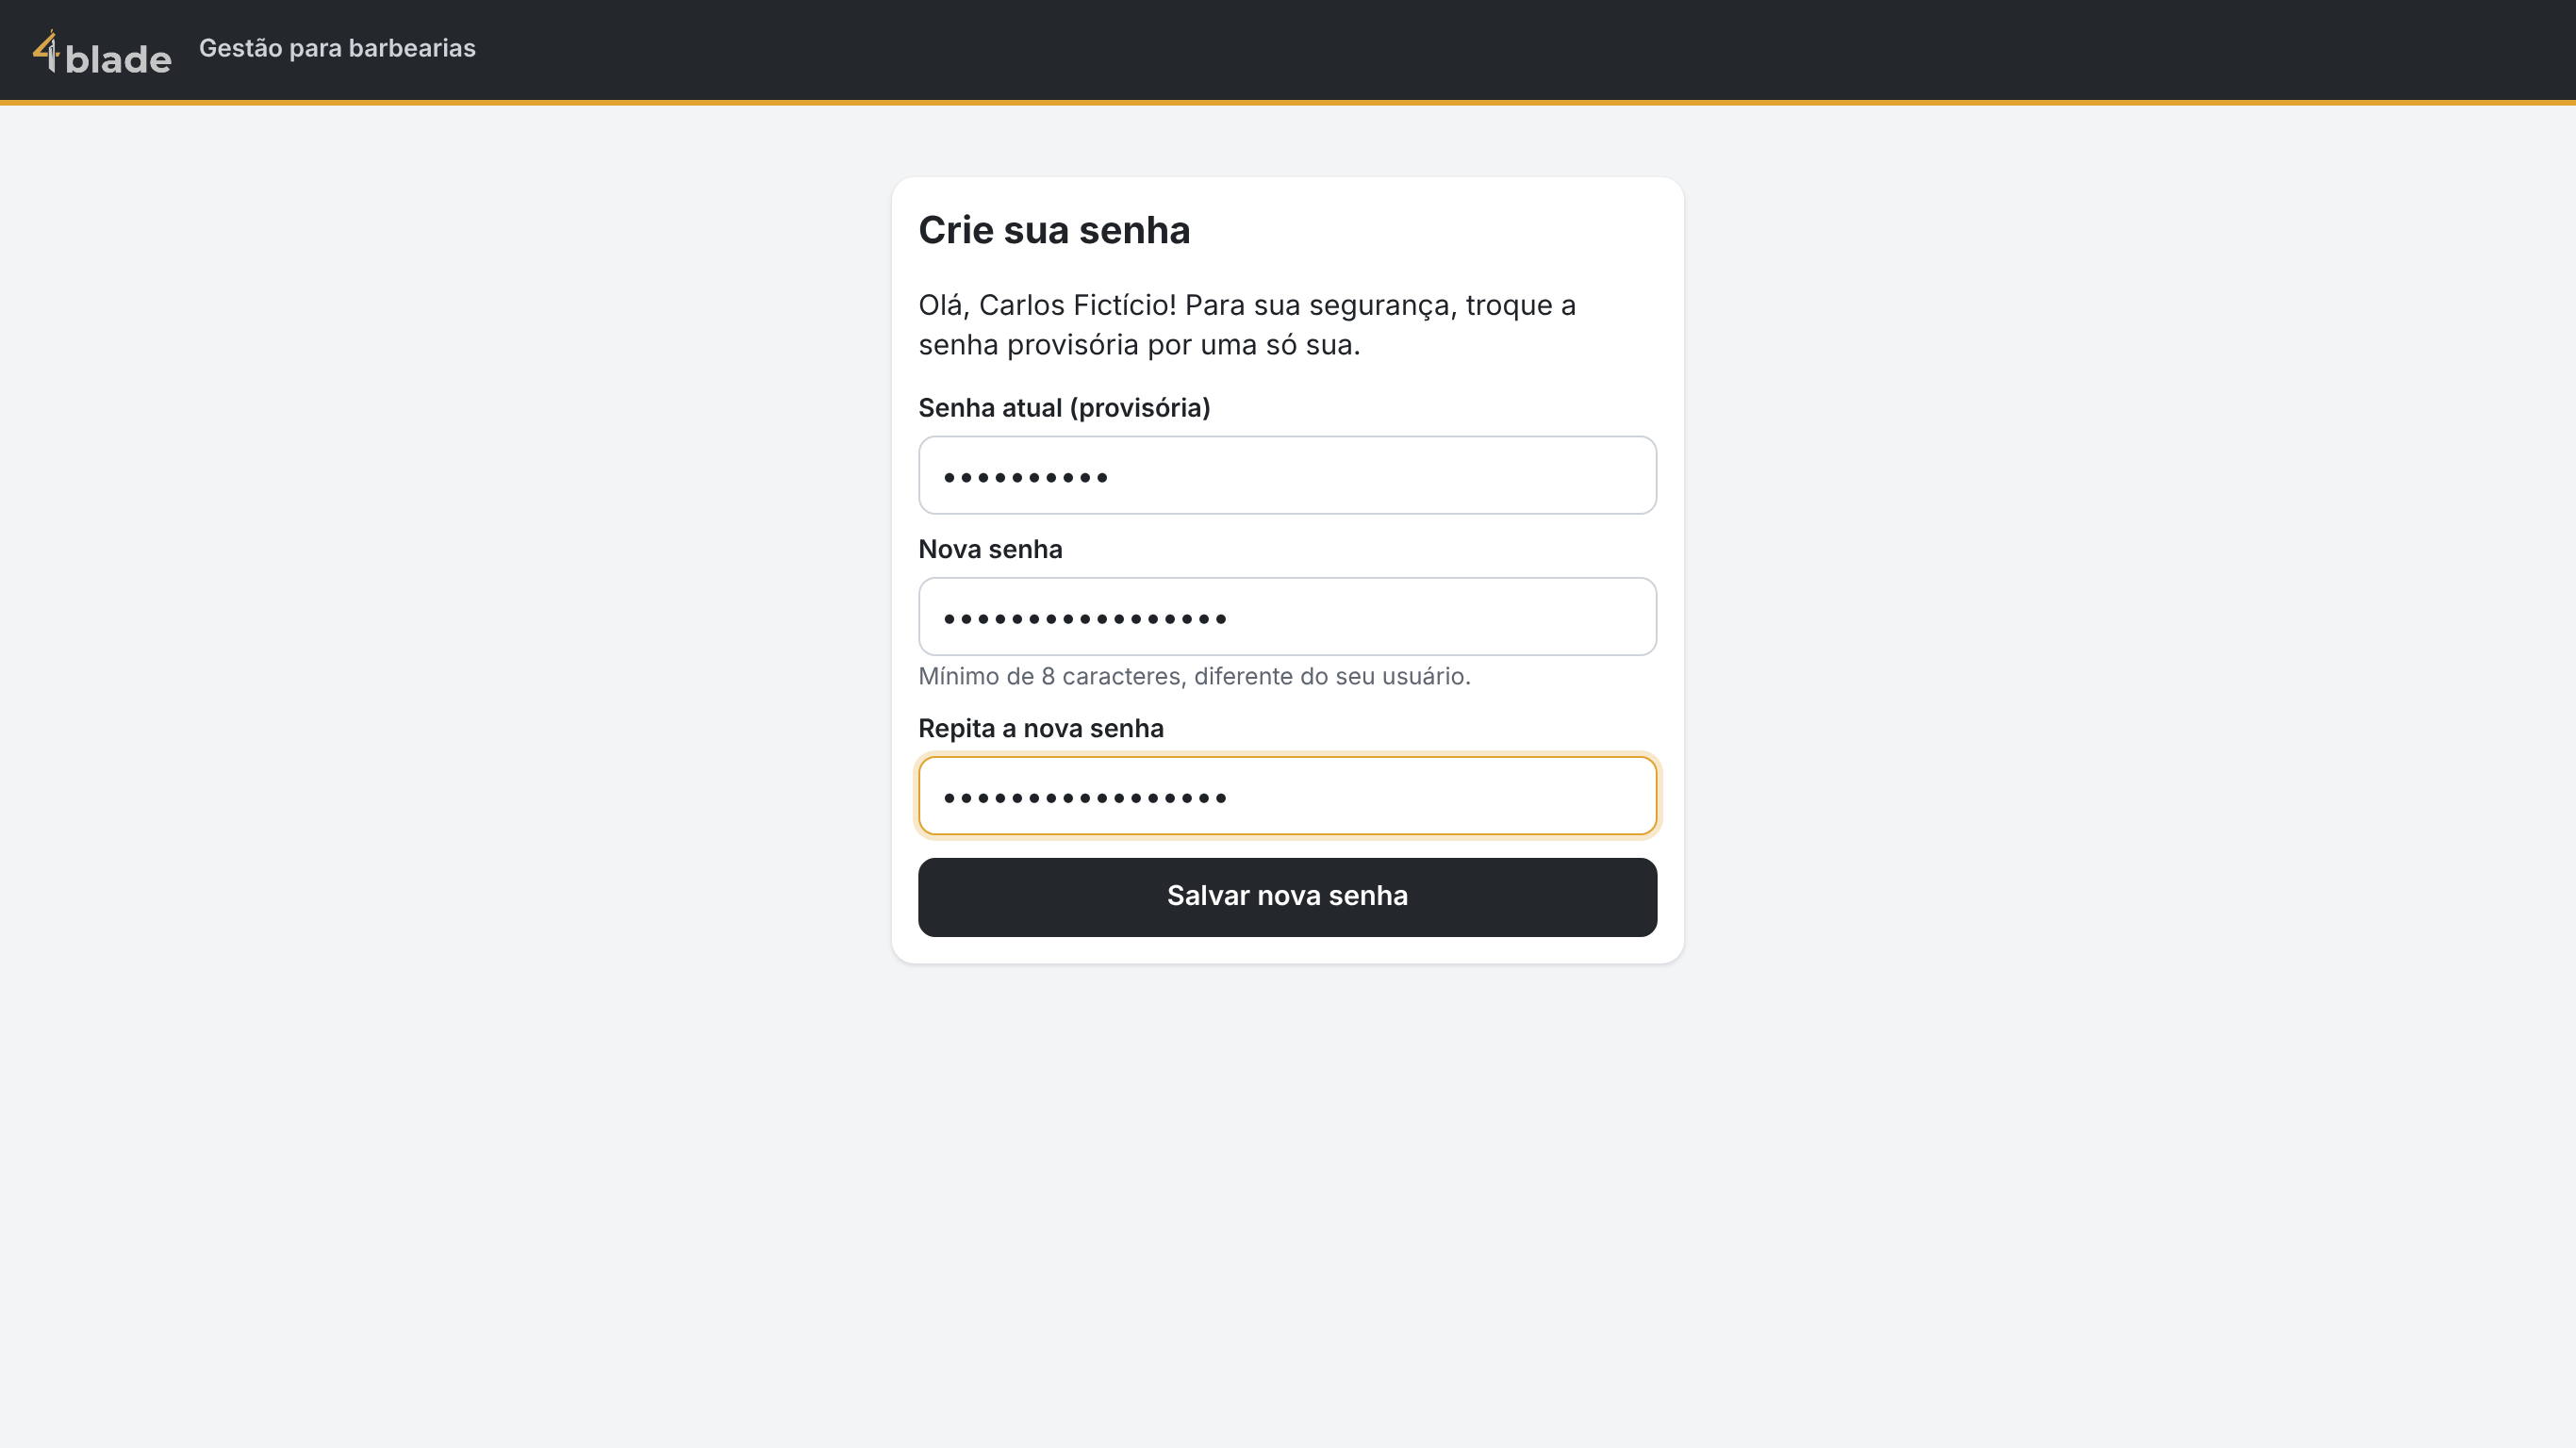 4blade
Gestão para barbearias
Crie sua senha
Olá, Carlos Fictício! Para sua segurança, troque a
senha provisória por uma só sua.
Senha atual (provisória)
••••••••••
Nova senha
•••••••••••••••••
Mínimo de 8 caracteres, diferente do seu usuário.
Repita a nova senha
•••••••••••••••••
Salvar nova senha